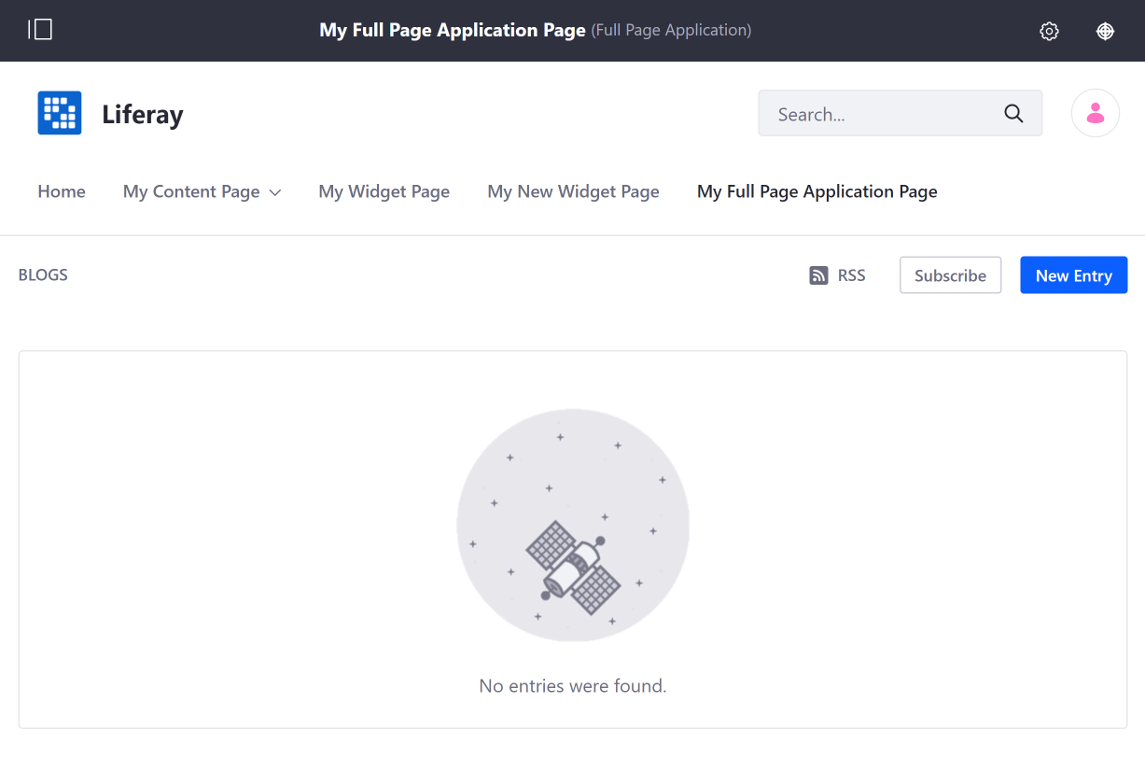 My Full Page Application Page (Full Page Application)
Liferay
Search...
Home My Content Page My Widget Page My New Widget Page My Full Page Application Page
BLOGS RSS Subscribe New Entry
No entries were found.